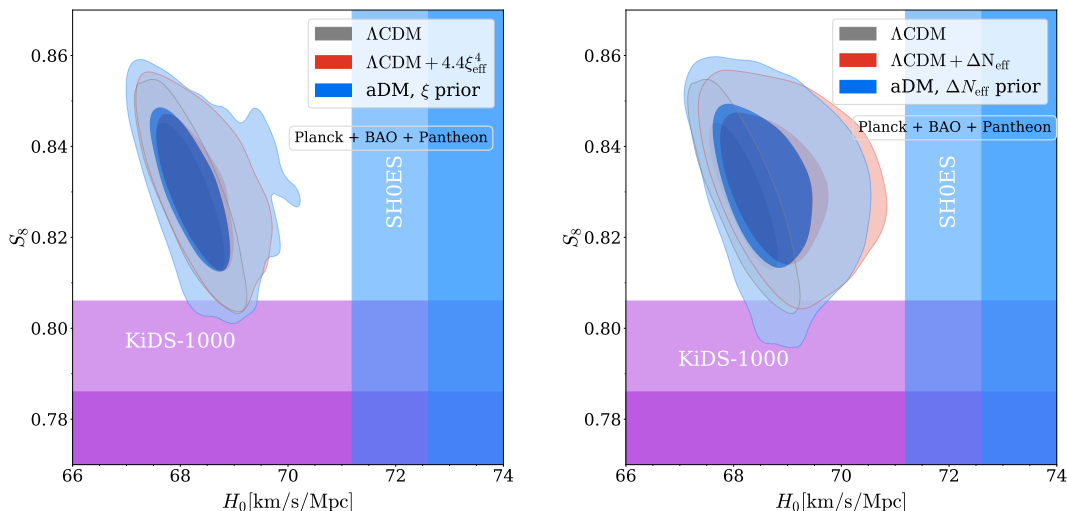 0.86
0.84
0.82
0.80
0.78
S₈
66
68
70
72
74
H₀[km/s/Mpc]
ΛCDM
ΛCDM + 4.4ξ⁴_eff
aDM, ξ prior
Planck + BAO + Pantheon
SH0ES
KiDS-1000
0.86
0.84
0.82
0.80
0.78
S₈
66
68
70
72
74
H₀[km/s/Mpc]
ΛCDM
ΛCDM + ΔN_eff
aDM, ΔN_eff prior
Planck + BAO + Pantheon
SH0ES
KiDS-1000